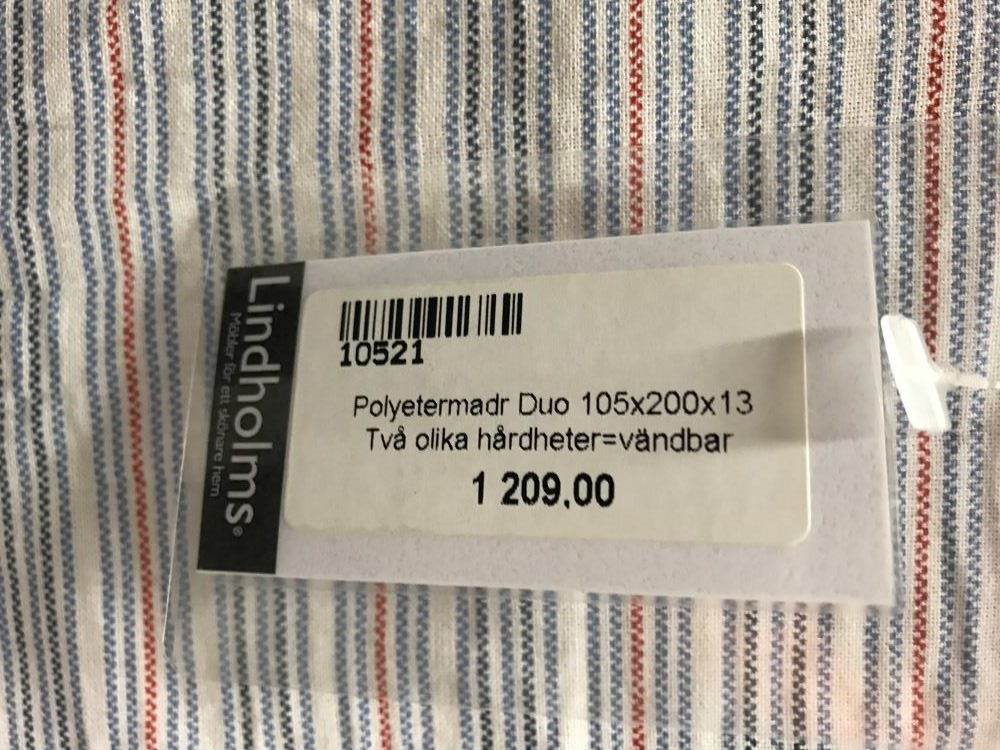 Lindholms®
Möbler för ett skönare hem
10521
Polyetermadr Duo 105x200x13
Två olika hårdheter=vändbar
1 209,00